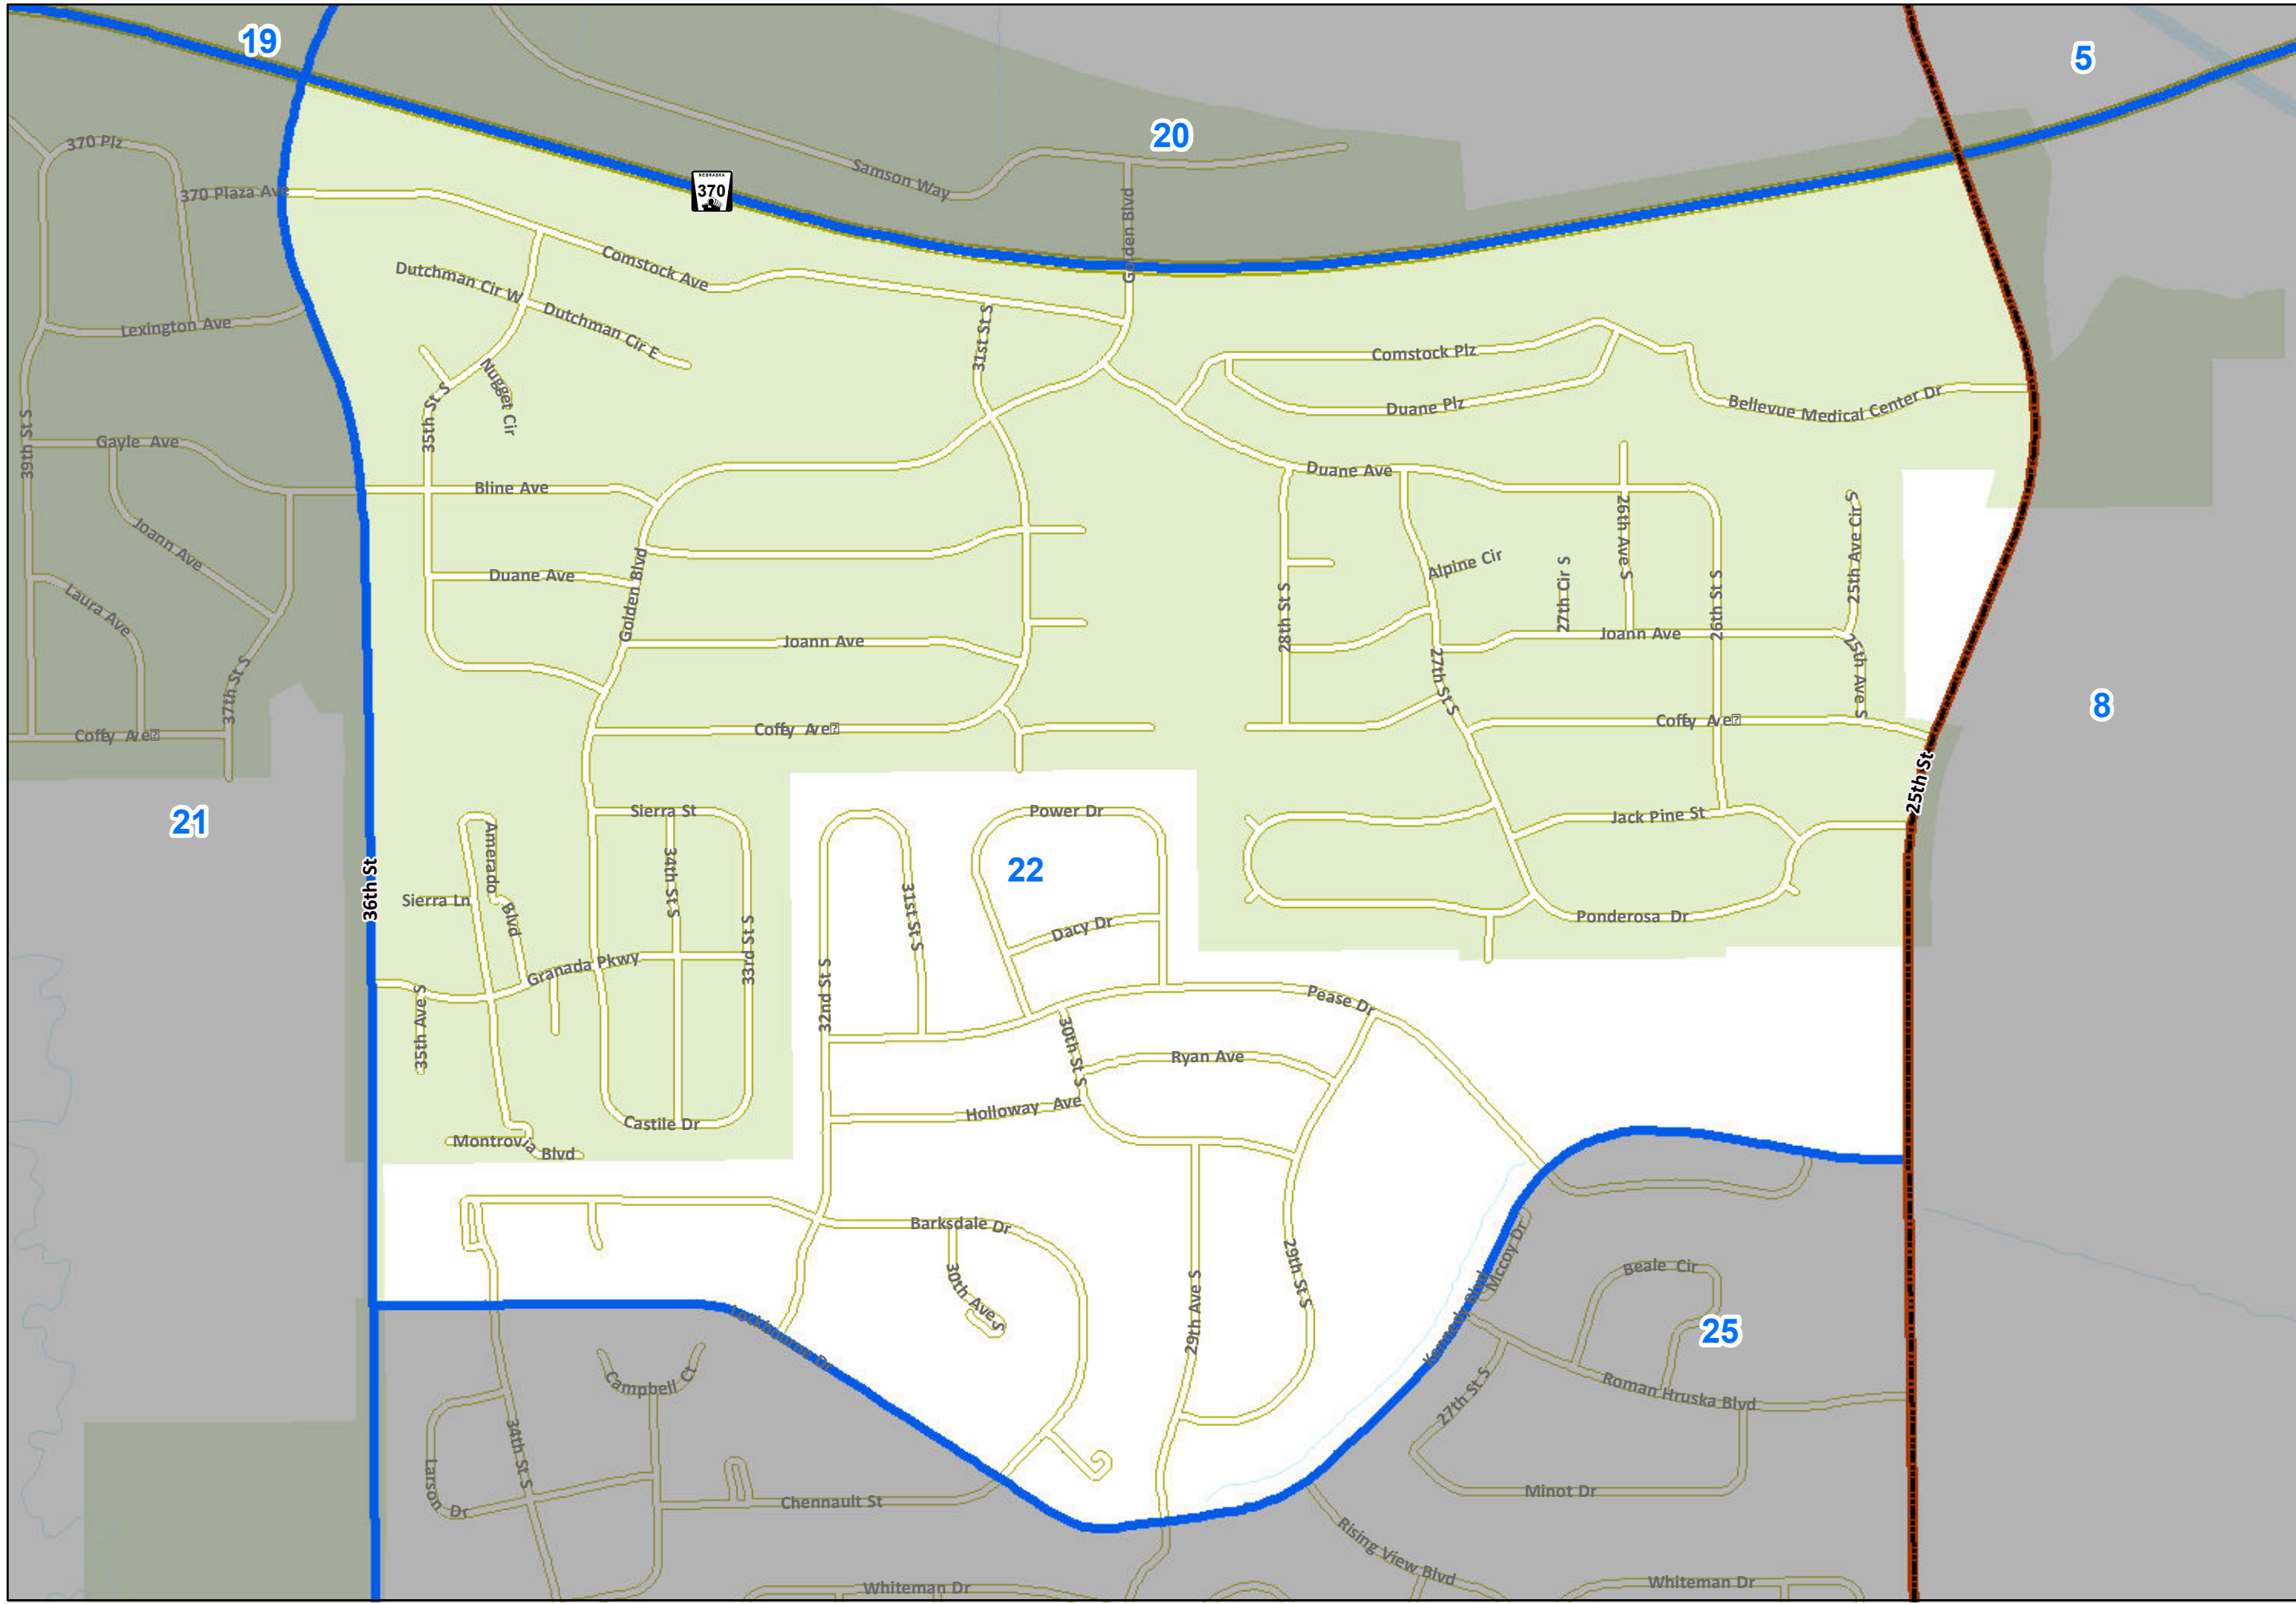 19
5
20
370 Plz
NEBRASKA
370
Samson Way
370 Plaza Ave
Golden Blvd
Comstock Ave
Dutchman Cir W
Dutchman Cir E
Lexington Ave
31st St S
Comstock Plz
Nugget Cir
35th St S
Duane Plz
Bellevue Medical Center Dr
39th St S
Gayle Ave
Duane Ave
Bline Ave
26th Ave S
25th Ave Cir S
Joann Ave
Alpine Cir
27th Cir S
Duane Ave
Golden Blvd
Laura Ave
28th St S
26th St S
Joann Ave
Joann Ave
27th St S
25th Ave S
37th St S
8
Coffy Ave
Coffy Ave
Coffy Ave
25th St
Sierra St
Power Dr
Jack Pine St
21
Amerado Blvd
34th St S
22
36th St
Sierra Ln
31st St S
Dacy Dr
Ponderosa Dr
33rd St S
Granada Pkwy
32nd St S
Pease Dr
35th Ave S
30th St S
Ryan Ave
Holloway Ave
Castile Dr
Montrovia Blvd
Barksdale Dr
29th St S
Mccoy Dr
Beale Cir
30th Ave S
29th Ave S
Kennedy Blvd
25
Lockbourne Dr
Campbell Ct
Roman Hruska Blvd
27th St S
34th St S
Larson Dr
Chennault St
Minot Dr
Rising View Blvd
Whiteman Dr
Whiteman Dr